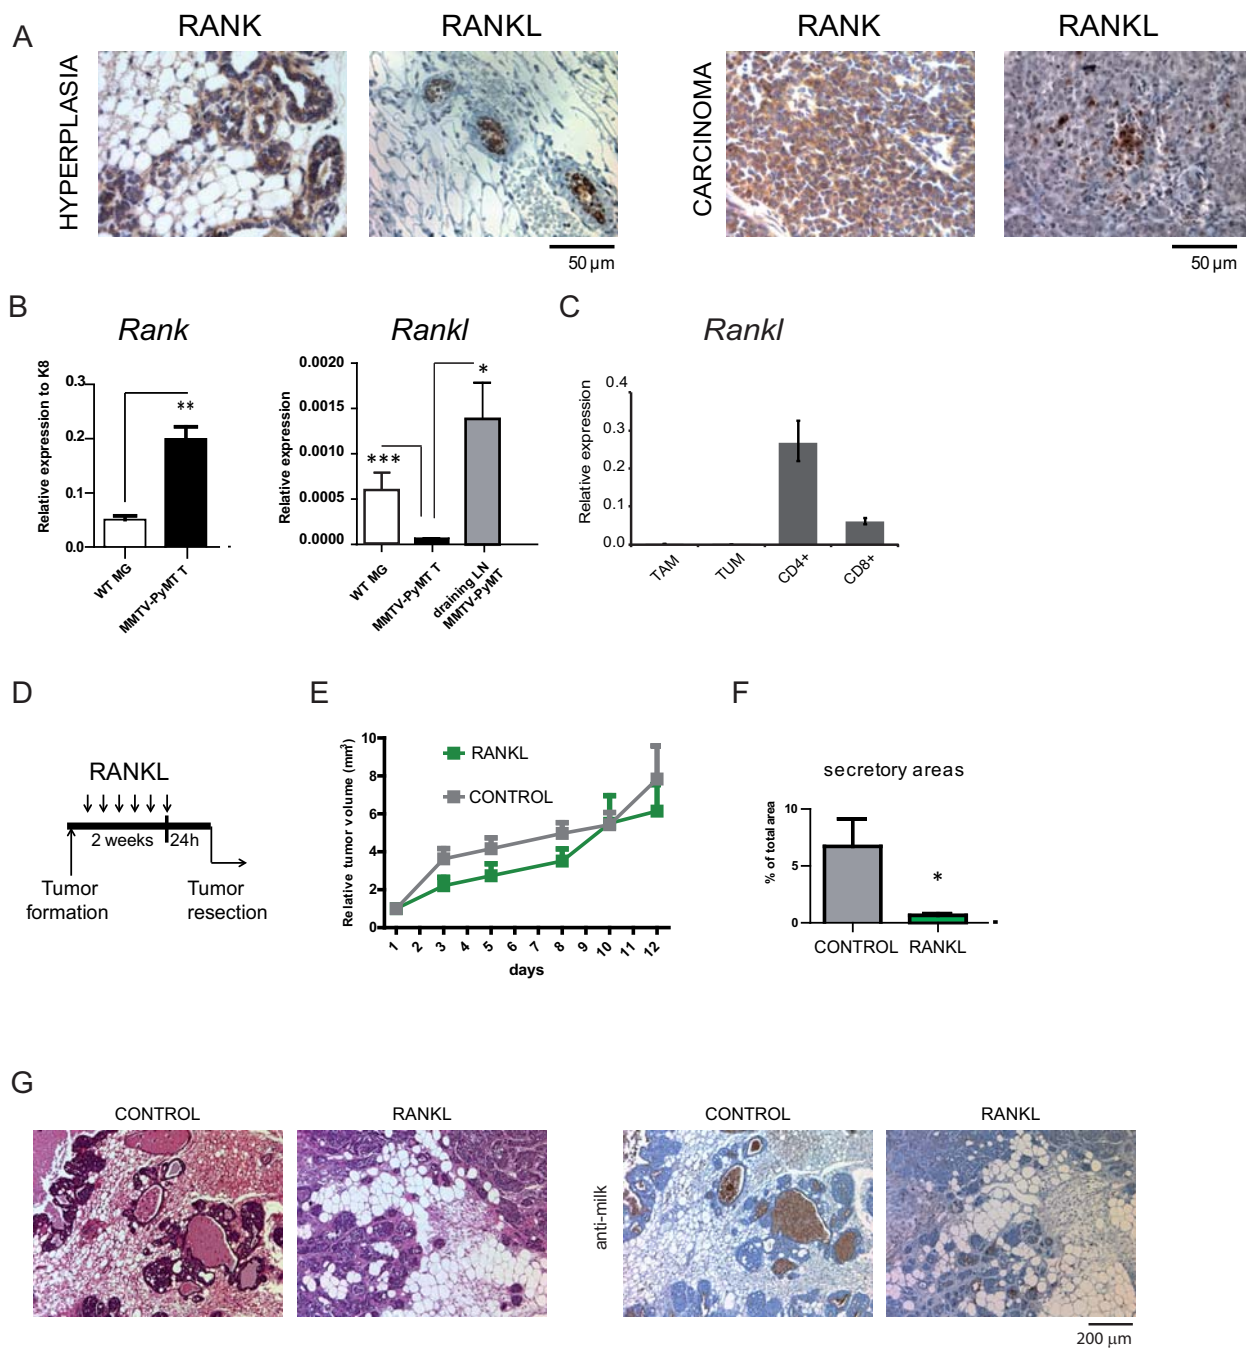 A
RANK
RANKL
RANK
RANKL
HYPERPLASIA
CARCINOMA
50 µm
50 µm
B
Rank
Relative expression to K8
0.3
0.2
0.1
0.0
**
WT MG
MMTV-PyMT T
Rankl
Relative expression
0.0020
0.0015
0.0010
0.0005
0.0000
***
*
WT MG
MMTV-PyMT T
draining LN
MMTV-PyMT
C
Rankl
Relative expression
0.4
0.3
0.2
0.1
0.0
TAM
TUM
CD4+
CD8+
D
RANKL
2 weeks
24h
Tumor
formation
Tumor
resection
E
Relative tumor volume (mm³)
10
8
6
4
2
0
RANKL
CONTROL
1 2 3 4 5 6 7 8 9 10 11 12
days
F
secretory areas
% of total area
10
5
0
*
CONTROL
RANKL
G
CONTROL
RANKL
CONTROL
RANKL
anti-milk
200 µm